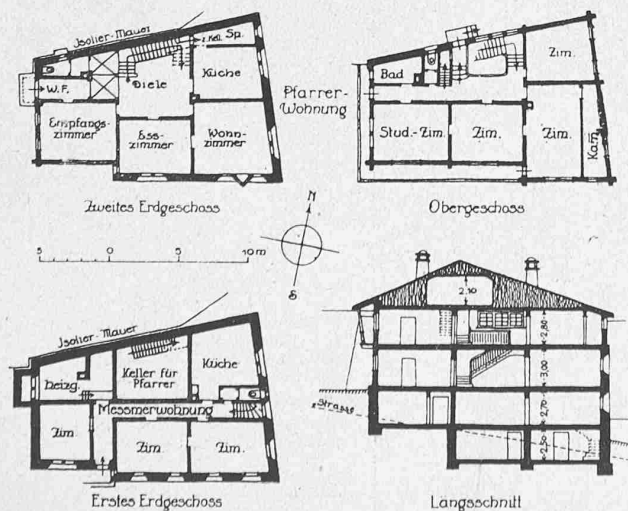 Isolier-Mauer
z. Kell. Sp.
W.F.
Diele
Küche
Empfangs-
zimmer
Ess-
zimmer
Wohn-
zimmer
Zweites Erdgeschoss
Pfarrer-
Wohnung
Bad
Zim.
Stud.-Zim.
Zim.
Zim.
Kam.
Obergeschoss
N
S
5 0 5 10 m
Isolier-Mauer
Heizg.
Keller für
Pfarrer
Küche
Messmerwohnung
Zim.
Zim.
Zim.
Erstes Erdgeschoss
2,10
2,80
3,00
2,70
2,50
z. Strasse
Längsschnitt